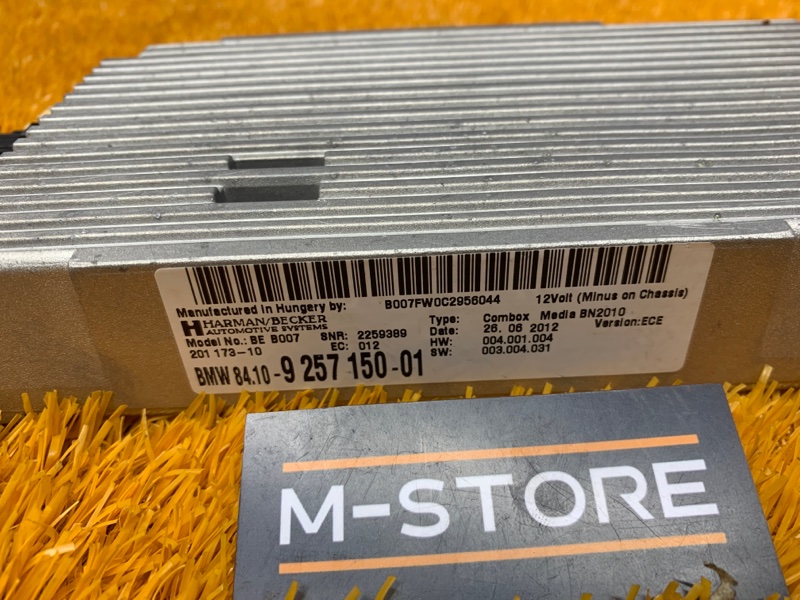 Manufactured in Hungery by:
B007FW0C2956044
12Volt (Minus on Chassis)
HARMAN/BECKER
AUTOMOTIVE SYSTEMS
Type: Combox Media BN2010
Model No.: BE B007 SNR: 2259389
Date: 26. 06 2012 Version:ECE
201 173-10 EC: 012
HW: 004.001.004
SW: 003.004.031
BMW 84.10-9 257 150-01
M-STORE